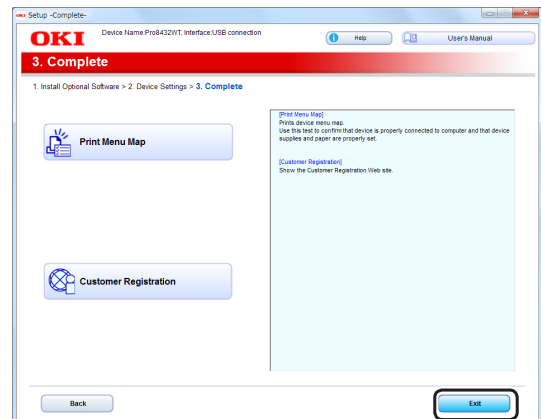 OKI Setup -Complete-
OKI
Device Name:Pro8432WT, Interface:USB connection
Help
User's Manual
3. Complete
1. Install Optional Software > 2. Device Settings > 3. Complete
Print Menu Map
[Print Menu Map]
Prints device menu map.
Use this test to confirm that device is properly connected to computer and that device
supplies and paper are properly set.
[Customer Registration]
Show the Customer Registration Web site.
Customer Registration
Back
Exit